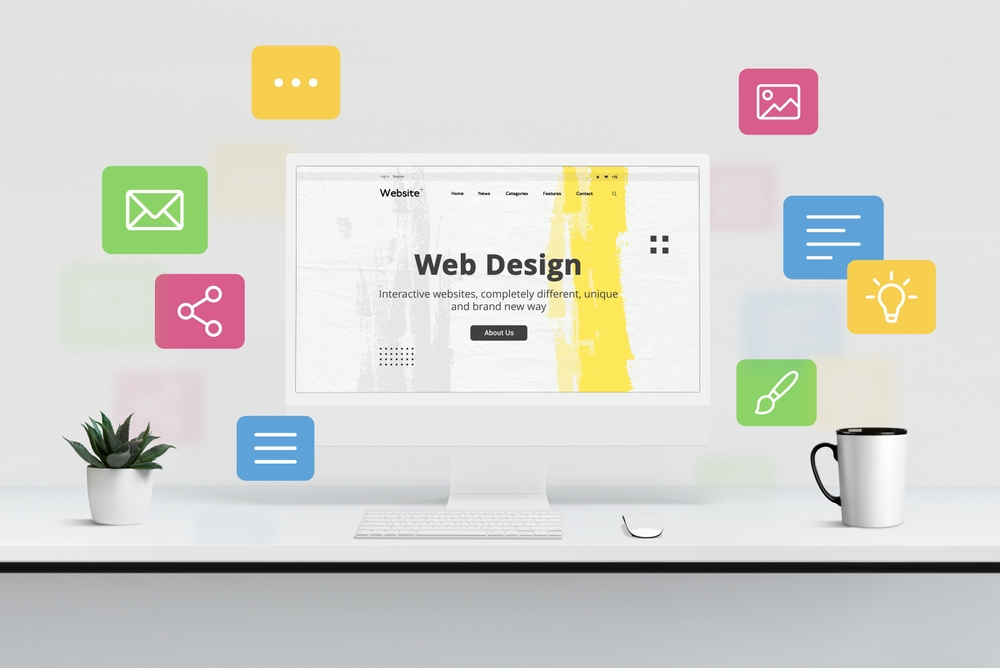 Log in Register
Website+
Home News Categories Features Contact
Web Design
Interactive websites, completely different, unique
and brand new way
About Us